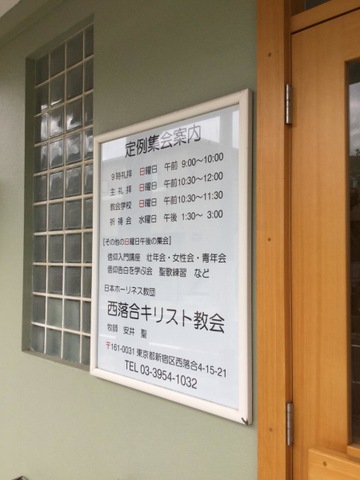 定例集会案内
9時礼拝 日曜日 午前 9:00〜10:00
主 礼 拝 日曜日 午前10:30〜12:00
教会学校 日曜日 午前10:30〜11:30
祈 祷 会 水曜日 午後 1:30〜 3:00
[その他の日曜日午後の集会]
信仰入門講座 壮年会・女性会・青年会
信仰告白を学ぶ会 聖歌練習 など
日本ホーリネス教団
西落合キリスト教会
牧師 安井 聖
〒161-0031 東京都新宿区西落合4-15-21
TEL 03-3954-1032